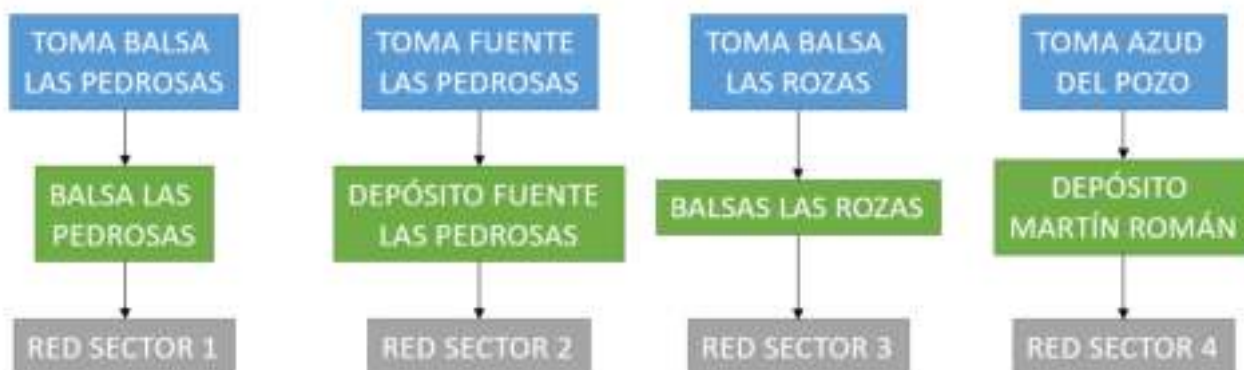 TOMA BALSA
LAS PEDROSAS
TOMA FUENTE
LAS PEDROSAS
TOMA BALSA
LAS ROZAS
TOMA AZUD
DEL POZO
BALSA LAS
PEDROSAS
DEPÓSITO FUENTE
LAS PEDROSAS
BALSAS LAS ROZAS
DEPÓSITO
MARTÍN ROMÁN
RED SECTOR 1
RED SECTOR 2
RED SECTOR 3
RED SECTOR 4